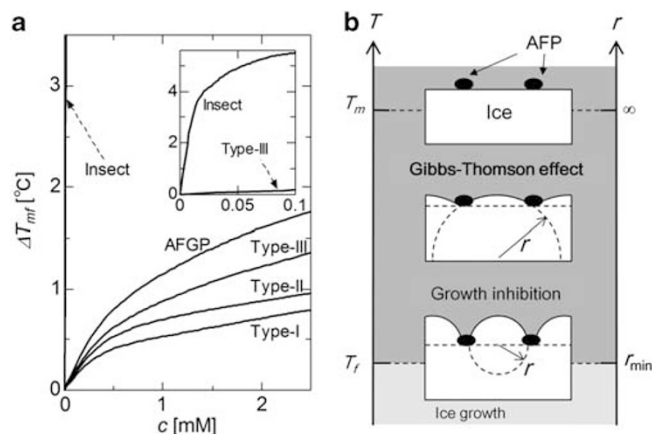 a
3
2
1
0
0
1
2
ΔTmf [°C]
c [mM]
Insect
AFGP
Type-III
Type-II
Type-I
4
2
0
0
0.05
0.1
Insect
Type-III
b
T
r
AFP
Tm
∞
Ice
Gibbs-Thomson effect
r
Growth inhibition
r
Tf
rmin
Ice growth